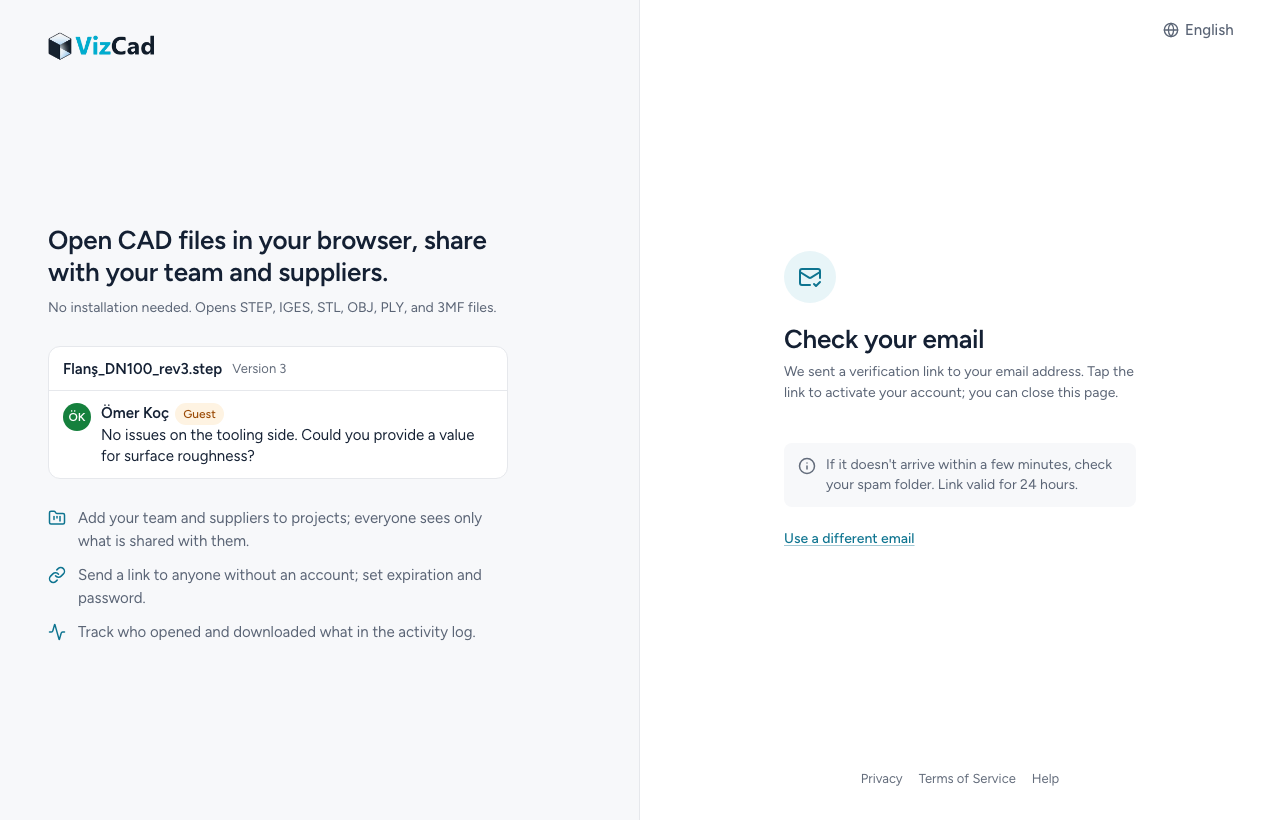 VizCad
Open CAD files in your browser, share
with your team and suppliers.
No installation needed. Opens STEP, IGES, STL, OBJ, PLY, and 3MF files.
Flanş_DN100_rev3.step Version 3
ÖK
Ömer Koç Guest
No issues on the tooling side. Could you provide a value
for surface roughness?
Add your team and suppliers to projects; everyone sees only
what is shared with them.
Send a link to anyone without an account; set expiration and
password.
Track who opened and downloaded what in the activity log.
English
Check your email
We sent a verification link to your email address. Tap the
link to activate your account; you can close this page.
If it doesn't arrive within a few minutes, check
your spam folder. Link valid for 24 hours.
Use a different email
Privacy Terms of Service Help